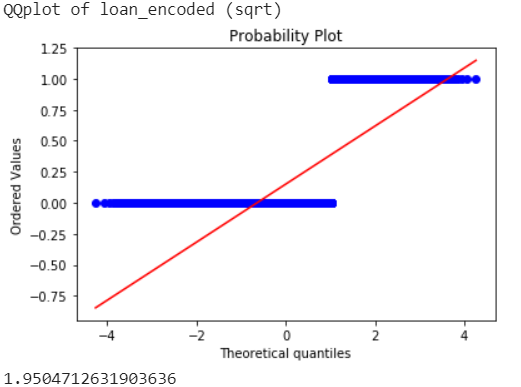 QQplot of loan_encoded (sqrt)
Probability Plot
1.25
1.00
0.75
0.50
0.25
0.00
−0.25
−0.50
−0.75
Ordered Values
−4 −2 0 2 4
Theoretical quantiles
1.9504712631903636